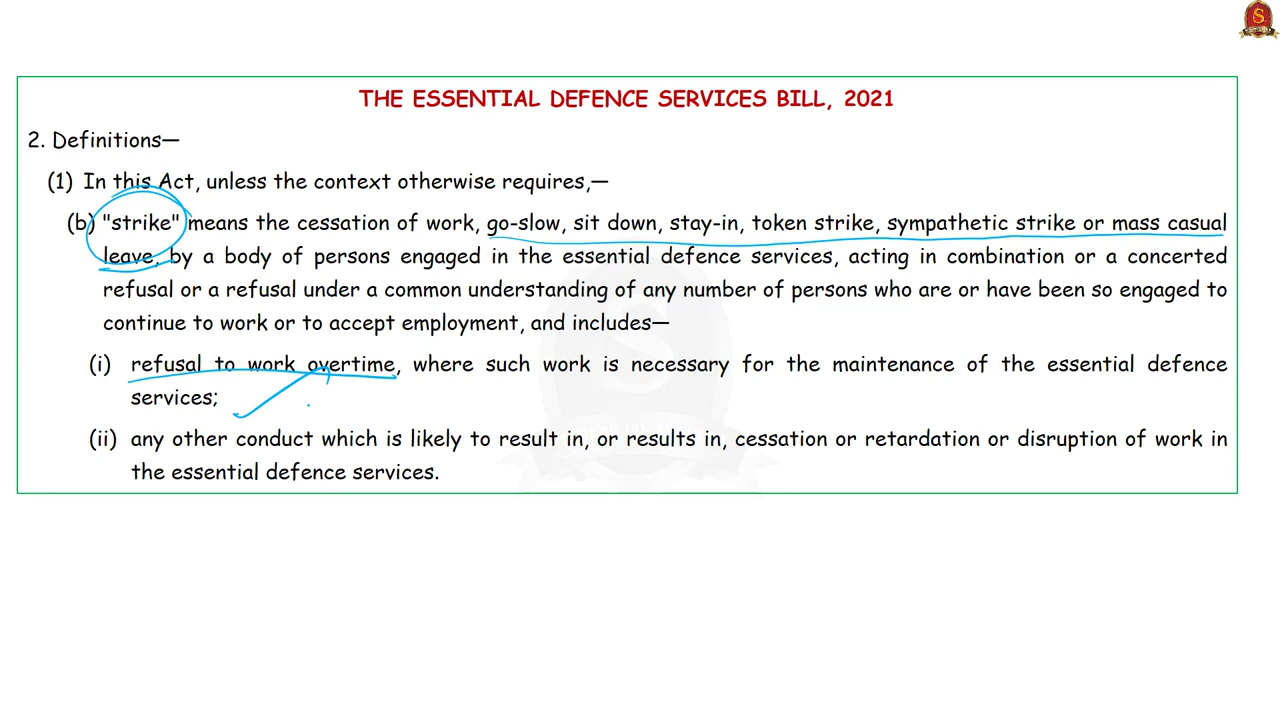 THE ESSENTIAL DEFENCE SERVICES BILL, 2021
2. Definitions—
(1) In this Act, unless the context otherwise requires,—
(b) "strike" means the cessation of work, go-slow, sit down, stay-in, token strike, sympathetic strike or mass casual
leave, by a body of persons engaged in the essential defence services, acting in combination or a concerted
refusal or a refusal under a common understanding of any number of persons who are or have been so engaged to
continue to work or to accept employment, and includes—
(i) refusal to work overtime, where such work is necessary for the maintenance of the essential defence
services;
(ii) any other conduct which is likely to result in, or results in, cessation or retardation or disruption of work in
the essential defence services.